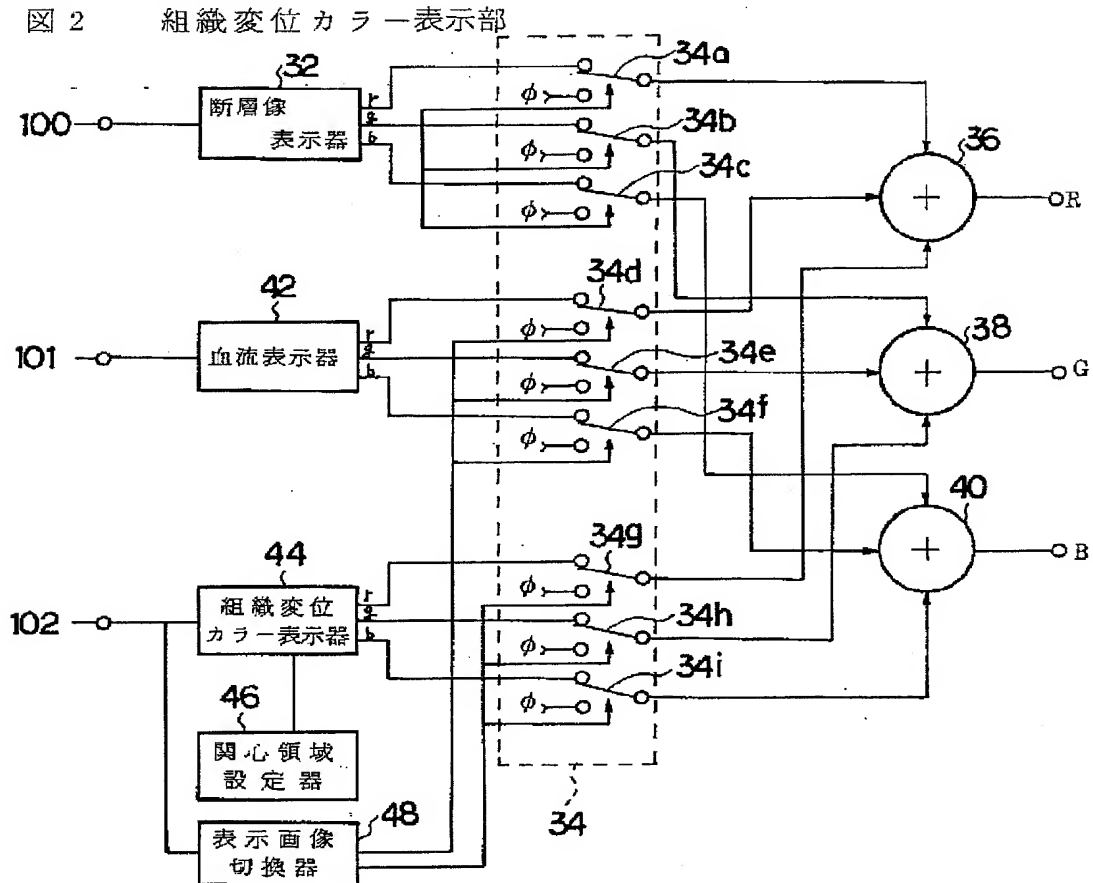 図2 組織変位カラー表示部
32
34a
100
断層像
表示器
r
g
b
φ
34b
36
φ
34c
φ
+
R
34d
42
101
血流表示器
r
g
b
φ
34e
38
φ
34f
φ
+
G
40
44
34g
102
組織変位
カラー表示器
r
g
b
φ
34h
+
B
φ
34i
46
φ
関心領域
設定器
48
34
表示画像
切換器